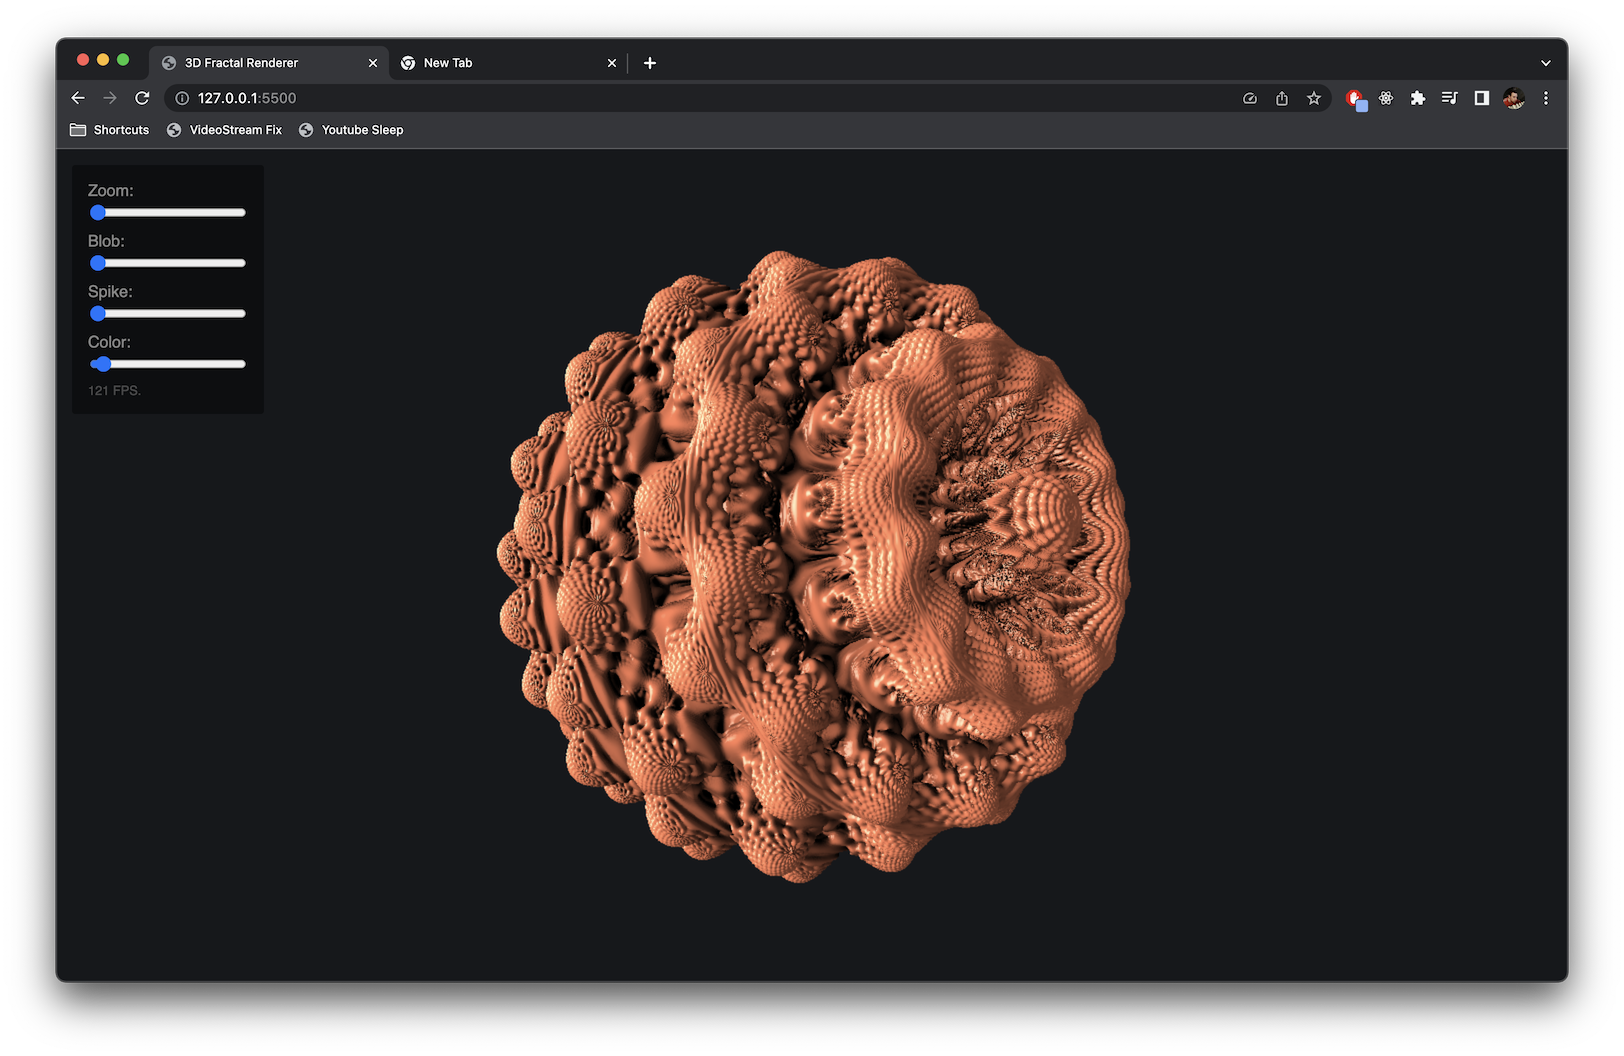 3D Fractal Renderer
New Tab
127.0.0.1:5500
Shortcuts
VideoStream Fix
Youtube Sleep
Zoom:
Blob:
Spike:
Color:
121 FPS.